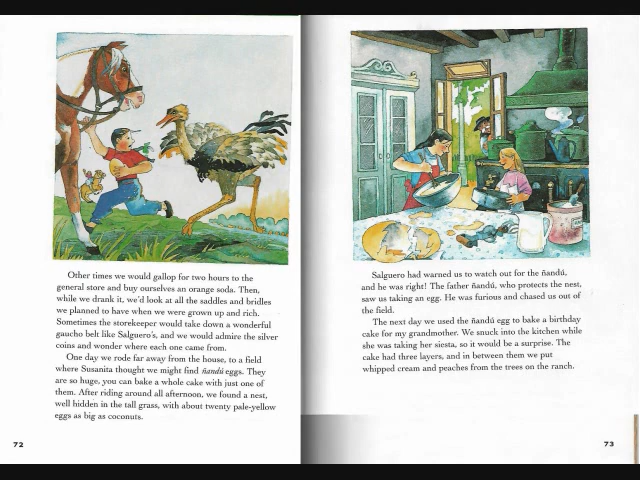 Other times we would gallop for two hours to the
general store and buy ourselves an orange soda. Then,
while we drank it, we'd look at all the saddles and bridles
we planned to have when we were grown up and rich.
Sometimes the storekeeper would take down a wonderful
gaucho belt like Salguero's, and we would admire the silver
coins and wonder where each one came from.
One day we rode far away from the house, to a field
where Susanita thought we might find ñandú eggs. They
are so huge, you can bake a whole cake with just one of
them. After riding around all afternoon, we found a nest,
well hidden in the tall grass, with about twenty pale-yellow
eggs as big as coconuts.
72
Salguero had warned us to watch out for the ñandú,
and he was right! The father ñandú, who protects the nest,
saw us taking an egg. He was furious and chased us out of
the field.
The next day we used the ñandú egg to bake a birthday
cake for my grandmother. We snuck into the kitchen while
she was taking her siesta, so it would be a surprise. The
cake had three layers, and in between them we put
whipped cream and peaches from the trees on the ranch.
73